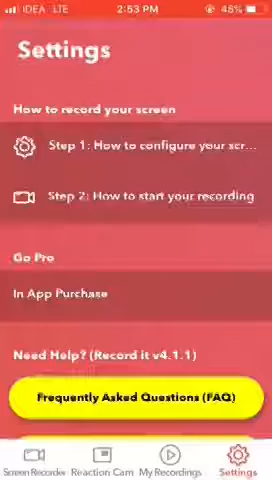 IDEA LTE 2:53 PM 48%
Settings
How to record your screen
Step 1: How to configure your scr...
Step 2: How to start your recording
Go Pro
In App Purchase
Need Help? (Record it v4.1.1)
Frequently Asked Questions (FAQ)
Screen Recorder Reaction Cam My Recordings Settings